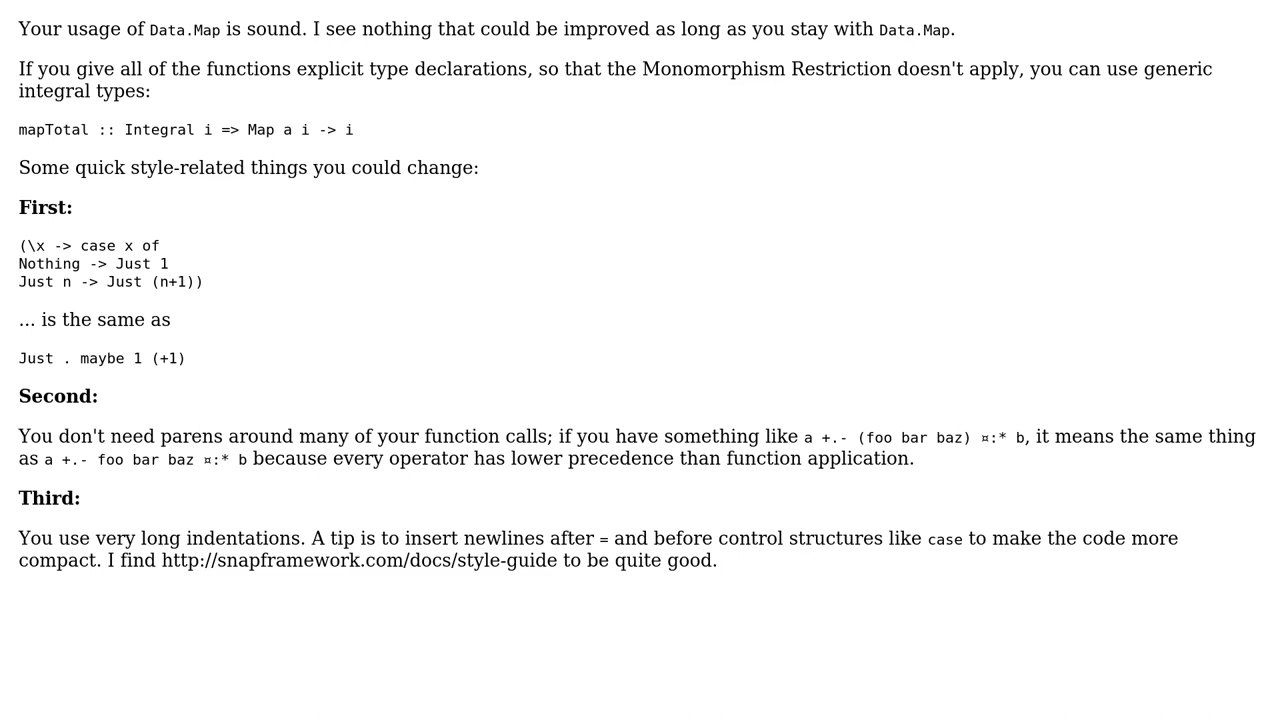 Your usage of Data.Map is sound. I see nothing that could be improved as long as you stay with Data.Map.
If you give all of the functions explicit type declarations, so that the Monomorphism Restriction doesn't apply, you can use generic
integral types:
mapTotal :: Integral i => Map a i -> i
Some quick style-related things you could change:
First:
(\x -> case x of
Nothing -> Just 1
Just n -> Just (n+1))
... is the same as
Just . maybe 1 (+1)
Second:
You don't need parens around many of your function calls; if you have something like a +.- (foo bar baz) ¤:* b, it means the same thing
as a +.- foo bar baz ¤:* b because every operator has lower precedence than function application.
Third:
You use very long indentations. A tip is to insert newlines after = and before control structures like case to make the code more
compact. I find http://snapframework.com/docs/style-guide to be quite good.